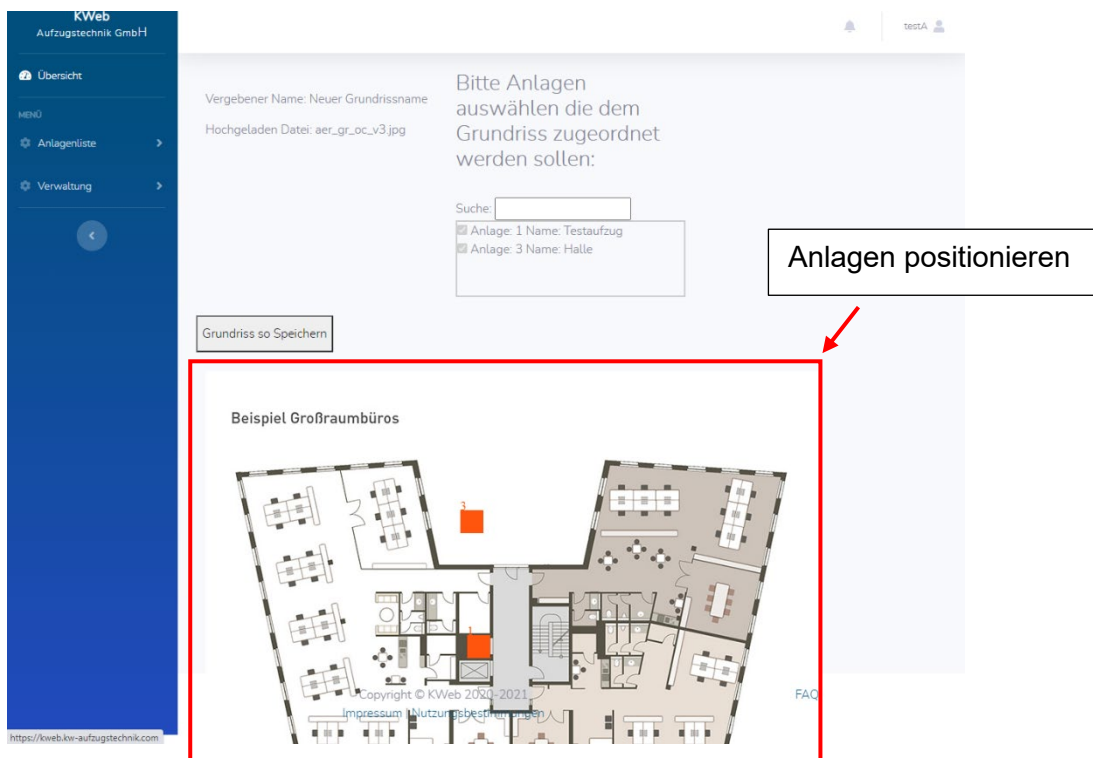 KWeb
Aufzugstechnik GmbH
testA
Übersicht
MENÜ
Anlagenliste
Verwaltung
Vergebener Name: Neuer Grundrissname
Hochgeladen Datei: aer_gr_oc_v3.jpg
Bitte Anlagen
auswählen die dem
Grundriss zugeordnet
werden sollen:
Suche:
Anlage: 1 Name: Testaufzug
Anlage: 3 Name: Halle
Anlagen positionieren
Grundriss so Speichern
Beispiel Großraumbüros
3
1
Copyright © KWeb 2020-2021
FAQ
Impressum | Nutzungsbestimmungen
https://kweb.kw-aufzugstechnik.com